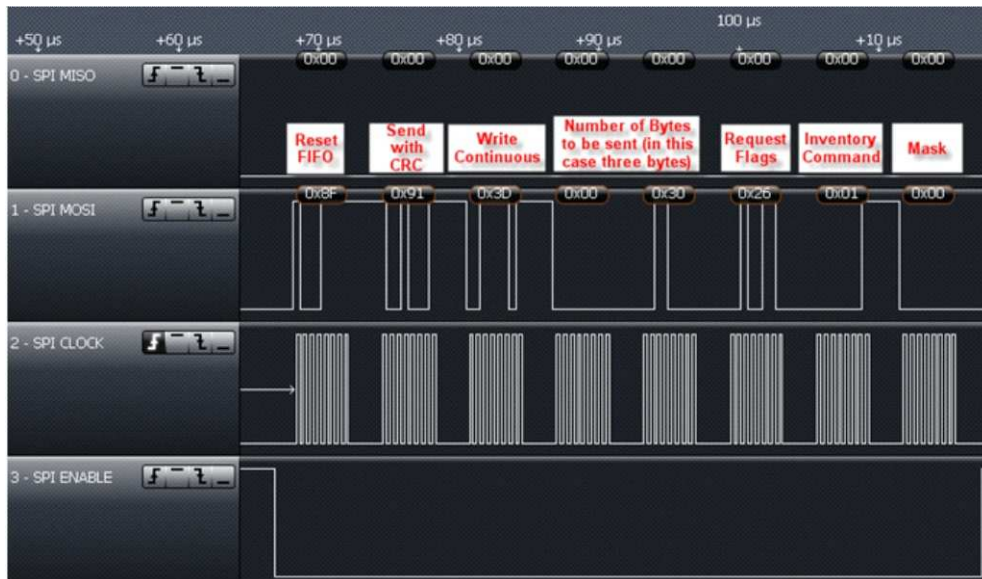 100 µs
+50 µs +60 µs +70 µs +80 µs +90 µs +10 µs
0x00 0x00 0x00 0x00 0x00 0x00 0x00 0x00
0 - SPI MISO
Reset
FIFO
Send
with
CRC
Write
Continuous
Number of Bytes
to be sent (in this
case three bytes)
Request
Flags
Inventory
Command
Mask
0x8F 0x91 0x3D 0x00 0x30 0x26 0x01 0x00
1 - SPI MOSI
2 - SPI CLOCK
3 - SPI ENABLE